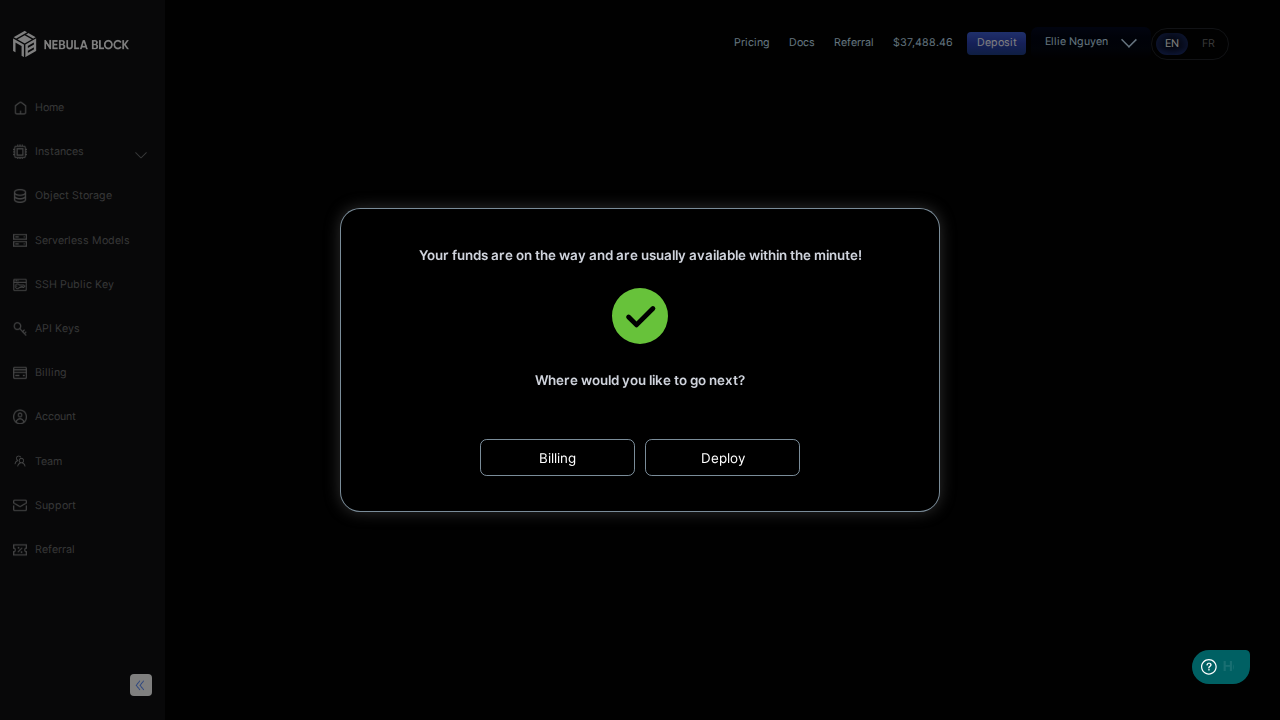 NEBULA BLOCK
Pricing
Docs
Referral
$37,488.46
Deposit
Ellie Nguyen
EN
FR
Home
Instances
Object Storage
Serverless Models
SSH Public Key
API Keys
Billing
Account
Team
Support
Referral
Your funds are on the way and are usually available within the minute!
Where would you like to go next?
Billing
Deploy